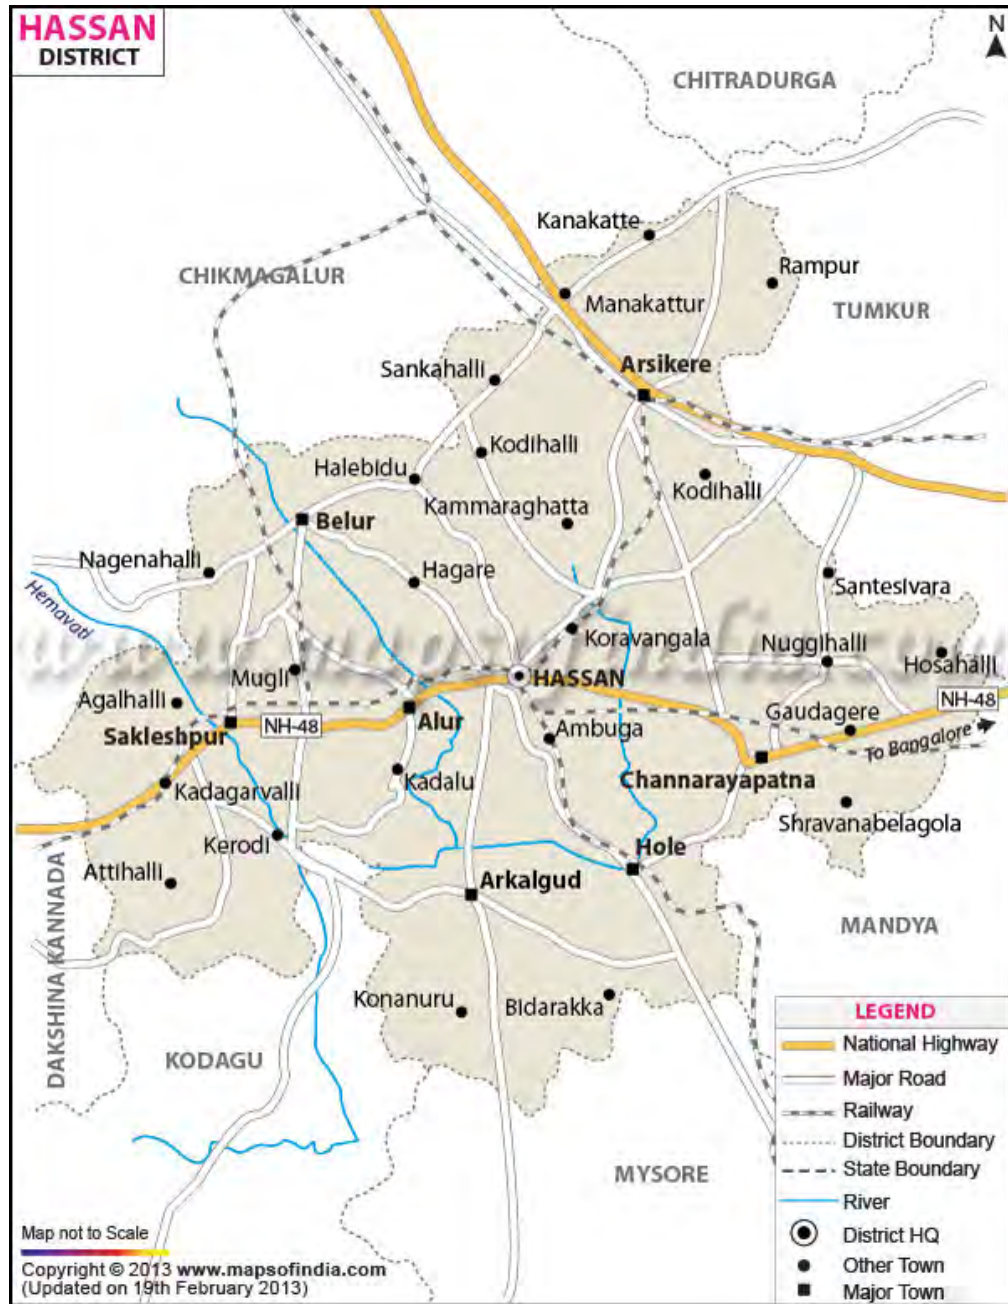 HASSAN
DISTRICT
N
CHITRADURGA
Kanakatte
Rampur
CHIKMAGALUR
Manakattur
TUMKUR
Arsikere
Sankahalli
Kodihalli
Halebidu
Kodihalli
Kammaraghatta
Belur
Nagenahalli
Hagare
Santesivara
Hemavati
Koravangala
Nuggihalli
Hosahalli
Mugli
HASSAN
Agalhalli
NH-48
Alur
Gaudagere
NH-48
Sakleshpur
Ambuga
To Bangalore
Kadagarvalli
Kadalu
Channarayapatna
Shravanabelagola
Kerodi
Hole
Attihalli
Arkalgud
MANDYA
DAKSHINA KANNADA
Konanuru
Bidarakka
KODAGU
MYSORE
LEGEND
National Highway
Major Road
Railway
District Boundary
State Boundary
River
District HQ
Other Town
Major Town
Map not to Scale
Copyright © 2013 www.mapsofindia.com
(Updated on 19th February 2013)